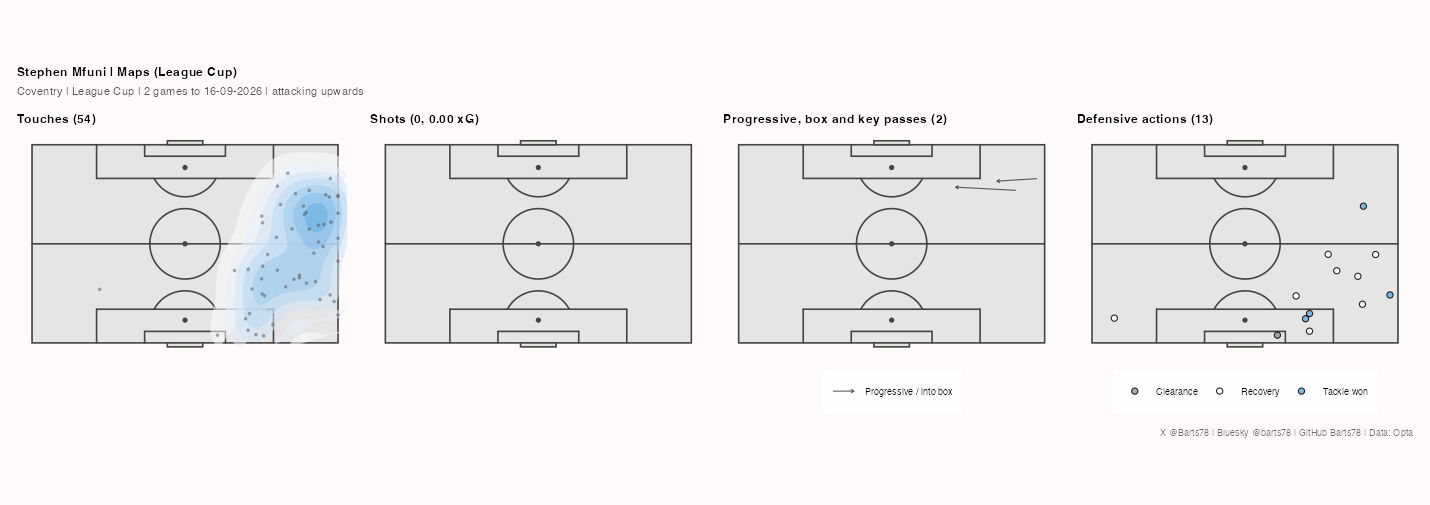 Stephen Mfuni | Maps (League Cup)
Coventry | League Cup | 2 games to 16-09-2026 | attacking upwards
Touches (54)
Shots (0, 0.00 xG)
Progressive, box and key passes (2)
Defensive actions (13)
Progressive / into box
Clearance
Recovery
Tackle won
X @Barts78 | Bluesky @barts78 | GitHub Barts78 | Data: Opta